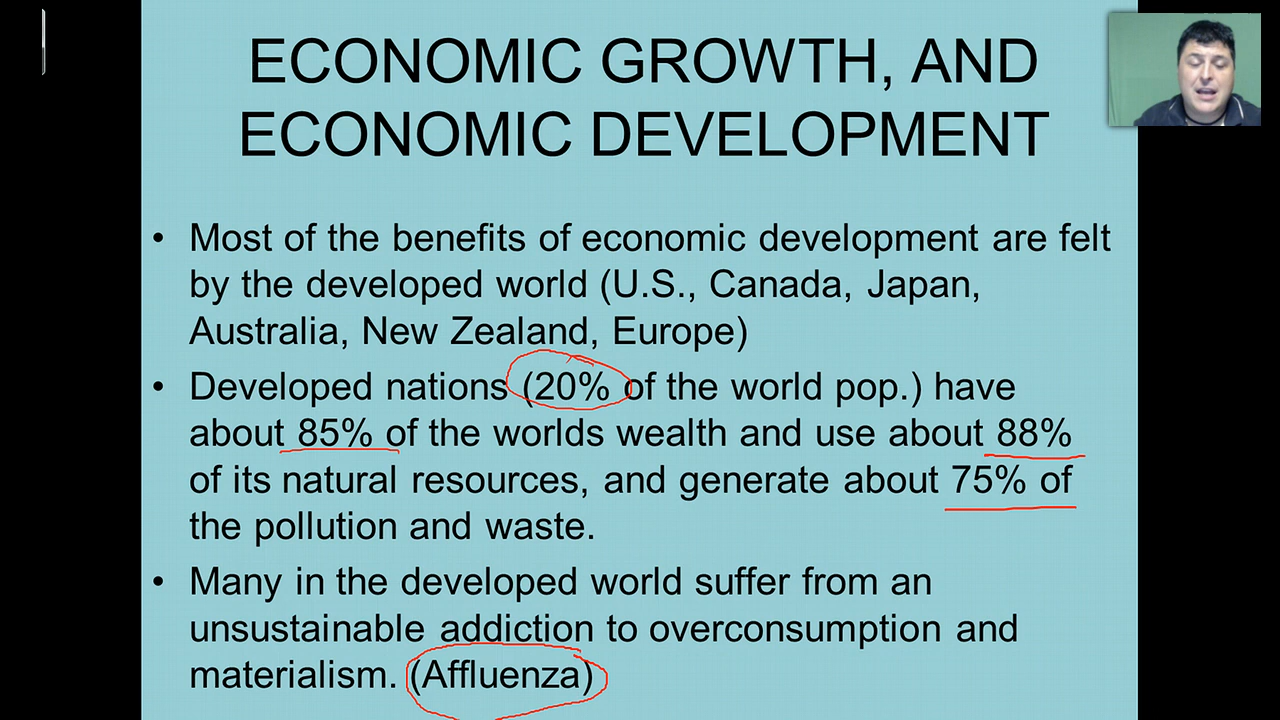 ECONOMIC GROWTH, AND
ECONOMIC DEVELOPMENT
• Most of the benefits of economic development are felt
by the developed world (U.S., Canada, Japan,
Australia, New Zealand, Europe)
• Developed nations (20% of the world pop.) have
about 85% of the worlds wealth and use about 88%
of its natural resources, and generate about 75% of
the pollution and waste.
• Many in the developed world suffer from an
unsustainable addiction to overconsumption and
materialism. (Affluenza)